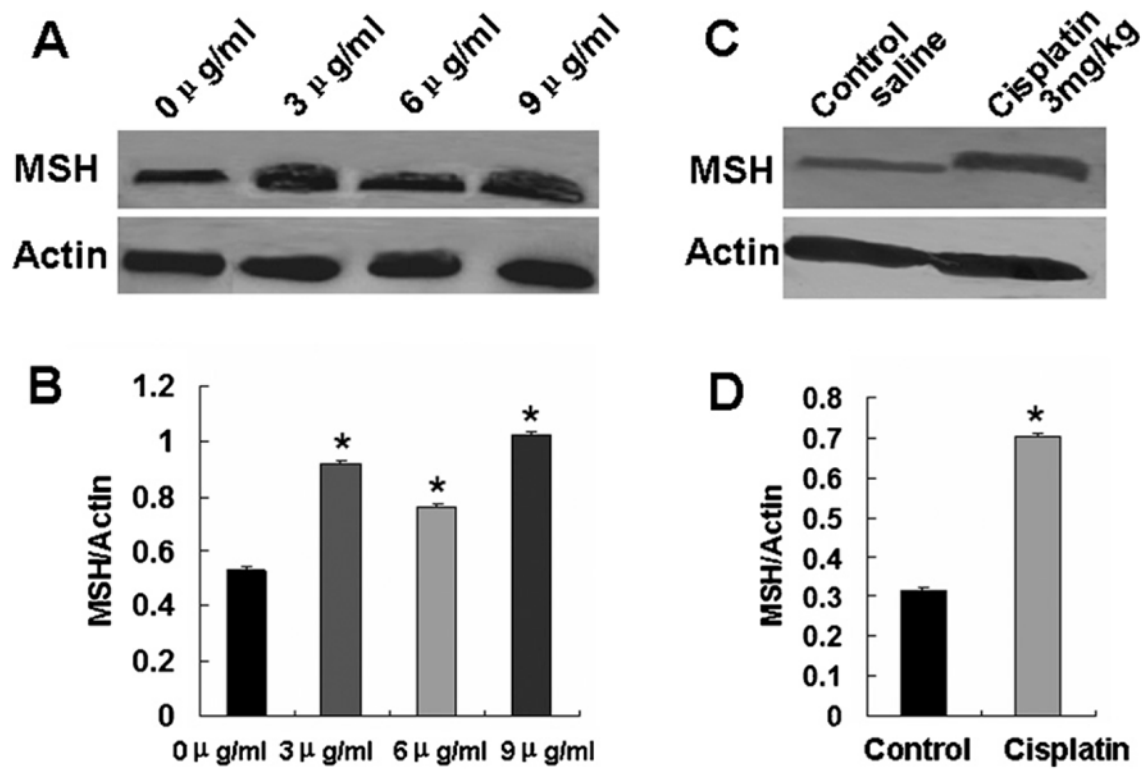 A
0 μ g/ml
3 μ g/ml
6 μ g/ml
9 μ g/ml
MSH
Actin
C
Control
saline
Cisplatin
3mg/kg
MSH
Actin
B
MSH/Actin
1.2
1
0.8
0.6
0.4
0.2
0
*
*
*
0 μ g/ml
3 μ g/ml
6 μ g/ml
9 μ g/ml
D
MSH/Actin
0.8
0.7
0.6
0.5
0.4
0.3
0.2
0.1
0
*
Control
Cisplatin